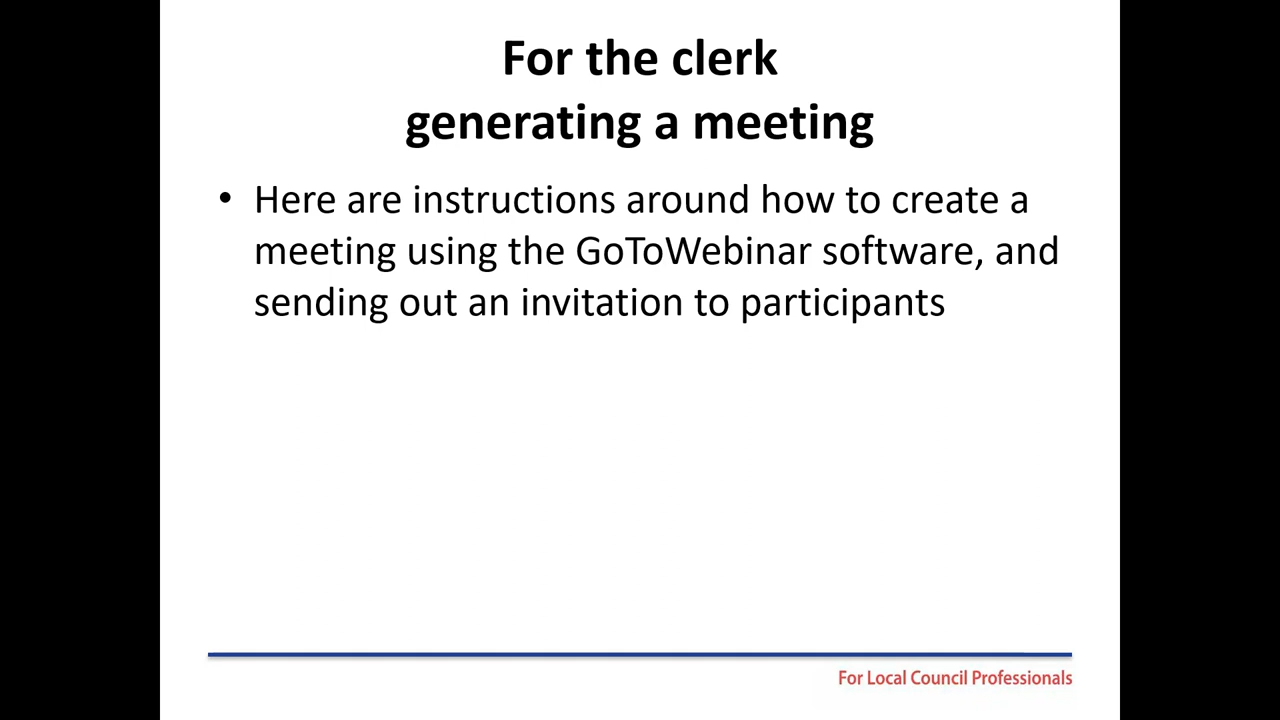 For the clerk
generating a meeting
• Here are instructions around how to create a
meeting using the GoToWebinar software, and
sending out an invitation to participants
For Local Council Professionals